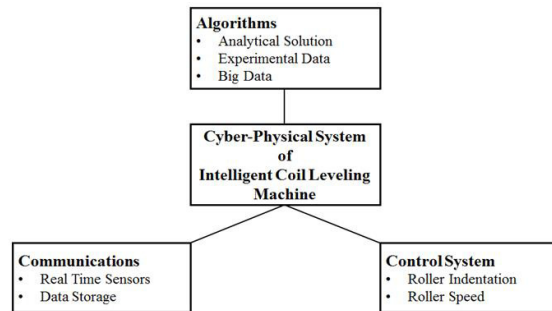 Algorithms
• Analytical Solution
• Experimental Data
• Big Data
Cyber-Physical System
of
Intelligent Coil Leveling
Machine
Communications
• Real Time Sensors
• Data Storage
Control System
• Roller Indentation
• Roller Speed